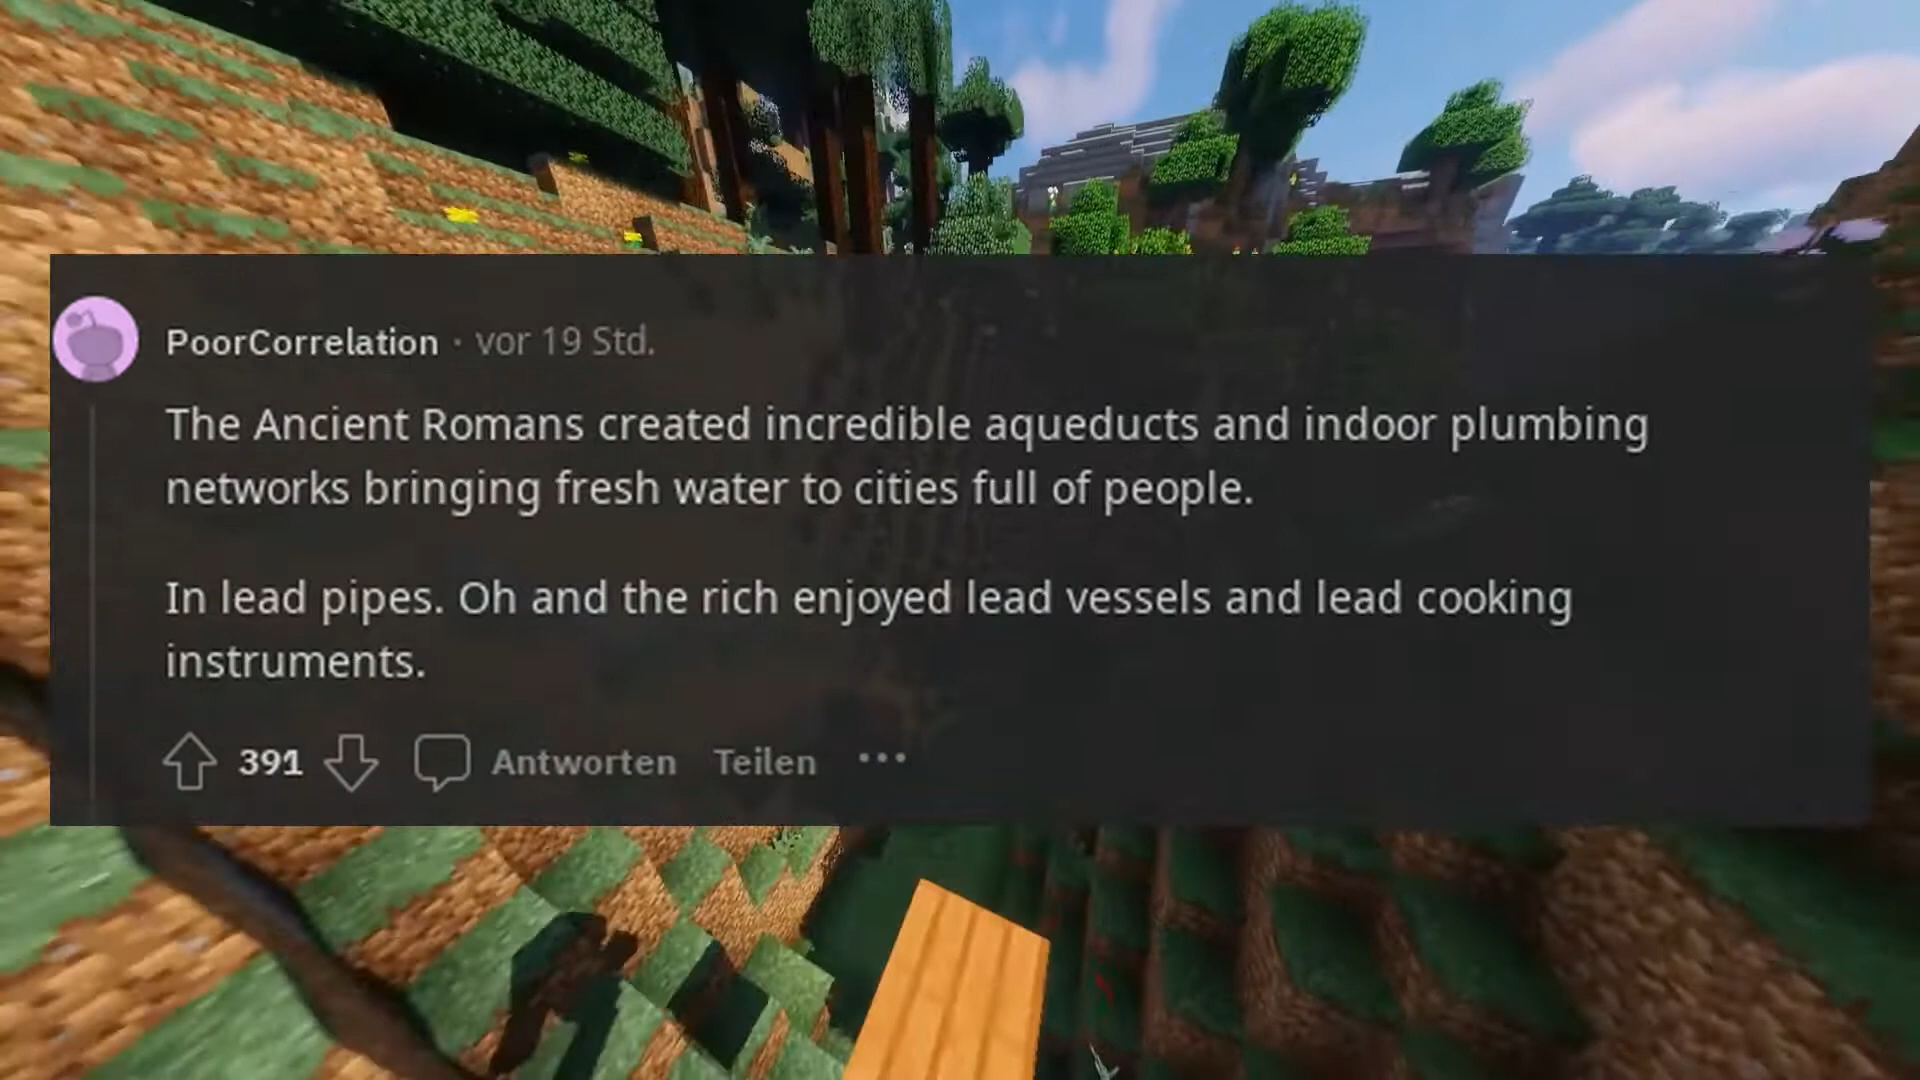 PoorCorrelation · vor 19 Std.
The Ancient Romans created incredible aqueducts and indoor plumbing
networks bringing fresh water to cities full of people.
In lead pipes. Oh and the rich enjoyed lead vessels and lead cooking
instruments.
391 Antworten Teilen •••